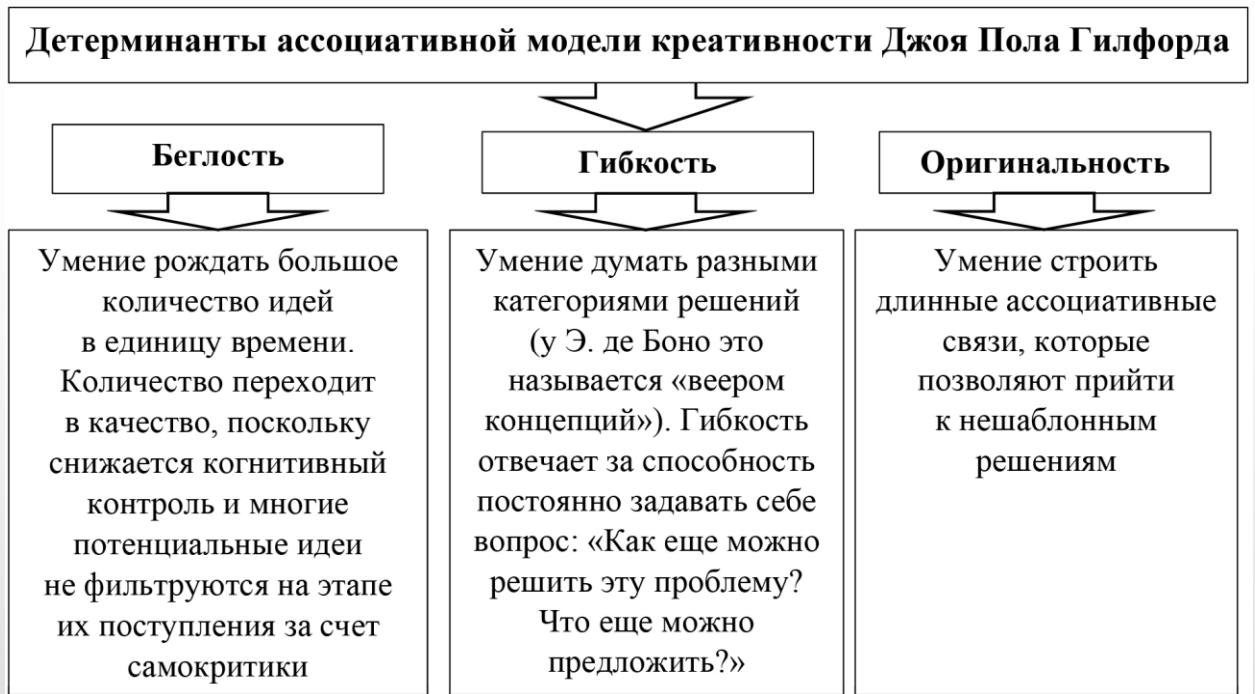 Детерминанты ассоциативной модели креативности Джоя Пола Гилфорда
Беглость
Умение рождать большое
количество идей
в единицу времени.
Количество переходит
в качество, поскольку
снижается когнитивный
контроль и многие
потенциальные идеи
не фильтруются на этапе
их поступления за счет
самокритики
Гибкость
Умение думать разными
категориями решений
(у Э. де Боно это
называется «веером
концепций»). Гибкость
отвечает за способность
постоянно задавать себе
вопрос: «Как еще можно
решить эту проблему?
Что еще можно
предложить?»
Оригинальность
Умение строить
длинные ассоциативные
связи, которые
позволяют прийти
к нешаблонным
решениям